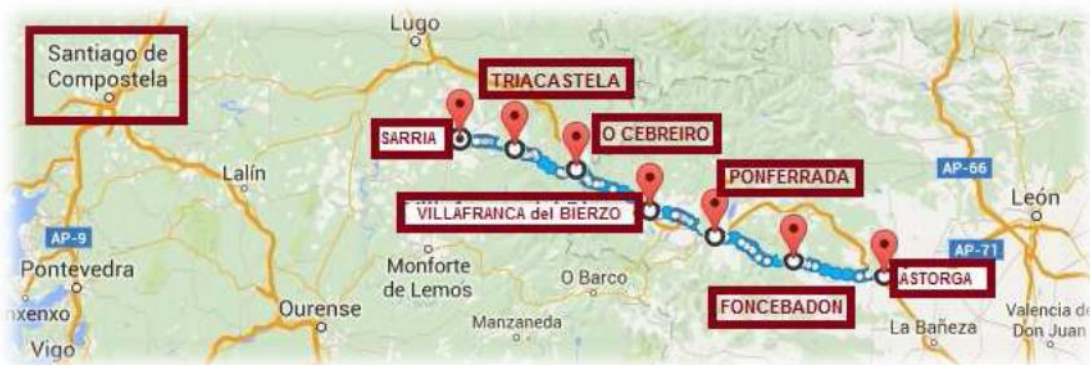 Lugo
Santiago de
Compostela
TRIACASTELA
SARRIA
O CEBREIRO
AP-66
Lalín
PONFERRADA
León
VILLAFRANCA del BIERZO
AP-9
AP-71
Pontevedra
Monforte
de Lemos
O Barco
ASTORGA
nxenxo
Ourense
FONCEBADON
Manzaneda
La Bañeza
Valencia de
Don Juan
Vigo